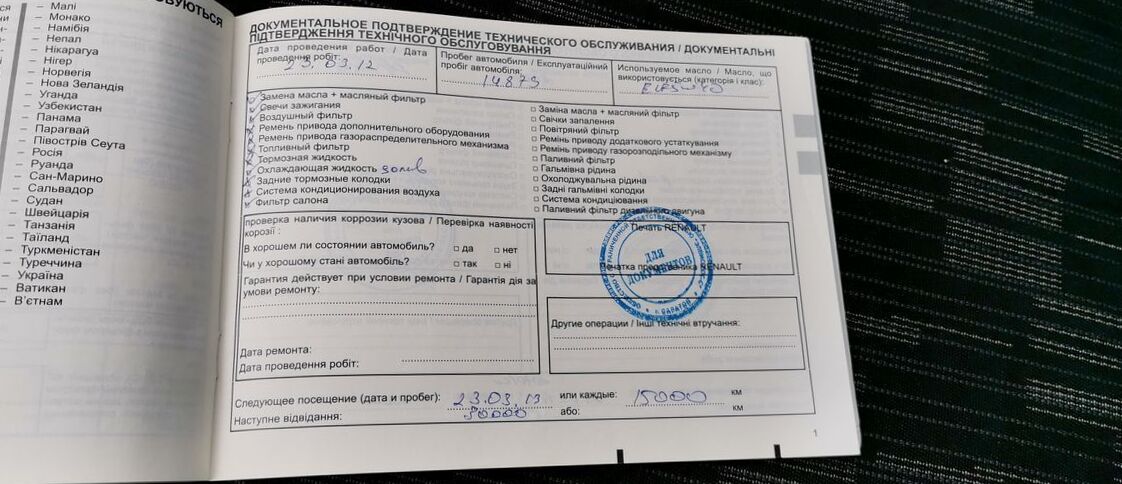 ВУЮТЬСЯ
– Малі
– Монако
– Намібія
– Непал
– Нікарагуа
– Нігер
– Норвегія
– Нова Зеландія
– Уганда
– Узбекистан
– Панама
– Парагвай
– Півострів Сеута
– Росія
– Руанда
– Сан-Марино
– Сальвадор
– Судан
– Швейцарія
– Танзанія
– Таїланд
– Туркменістан
– Туреччина
– Україна
– Ватикан
– В'єтнам
ДОКУМЕНТАЛЬНОЕ ПОДТВЕРЖДЕНИЕ ТЕХНИЧЕСКОГО ОБСЛУЖИВАНИЯ / ДОКУМЕНТАЛЬНІ
ПІДТВЕРДЖЕННЯ ТЕХНІЧНОГО ОБСЛУГОВУВАННЯ
Дата проведения работ / Дата
проведення робіт:
23.03.12
Пробег автомобиля / Експлуатаційний
пробіг автомобіля:
14873
Используемое масло / Масло, що
використовується (категорія і клас):
Замена масла + масляный фильтр
Свечи зажигания
Воздушный фильтр
Ремень привода дополнительного оборудования
Ремень привода газораспределительного механизма
Топливный фильтр
Тормозная жидкость
Охлаждающая жидкость
Задние тормозные колодки
Система кондиционирования воздуха
Фильтр салона
Заміна масла + масляний фільтр
Свічки запалення
Повітряний фільтр
Ремінь приводу додаткового устаткування
Ремінь приводу газорозподільного механізму
Паливний фільтр
Гальмівна рідина
Охолоджувальна рідина
Задні гальмівні колодки
Система кондиціювання
Паливний фільтр дизельного двигуна
проверка наличия коррозии кузова / Перевірка наявності
корозії :
В хорошем ли состоянии автомобиль? да нет
Чи у хорошому стані автомобіль? так ні
Печать RENAULT
Печатка представника RENAULT
ДЛЯ
ДОКУМЕНТОВ
г. САРАТОВ
Гарантия действует при условии ремонта / Гарантія дії за
умови ремонту:
Другие операции / Інші технічні втручання:
Дата ремонта:
Дата проведення робіт:
Следующее посещение (дата и пробег): 23.03.13 или каждые: 15000 км
Наступне відвідання: 30000 або: км
1